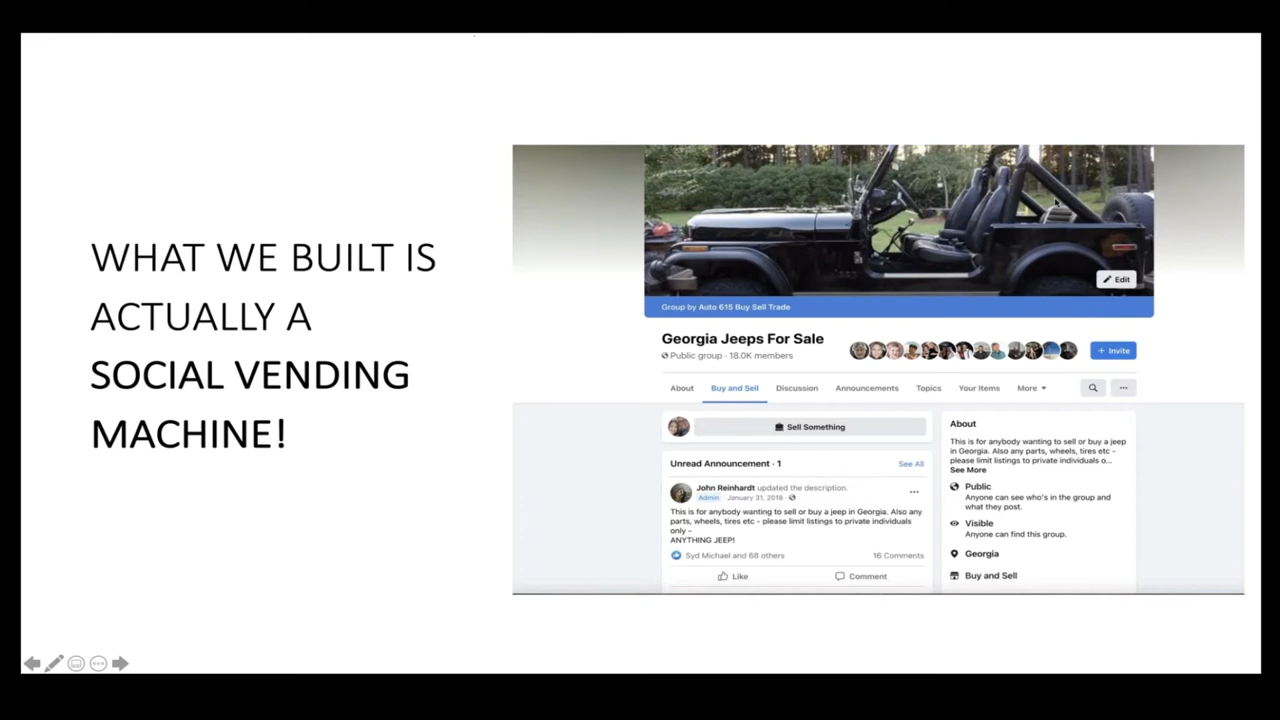 WHAT WE BUILT IS
ACTUALLY A
SOCIAL VENDING
MACHINE!
Edit
Group by Auto 615 Buy Sell Trade
Georgia Jeeps For Sale
Public group · 18.0K members
+ Invite
About
Buy and Sell
Discussion
Announcements
Topics
Your Items
More
Sell Something
Unread Announcement · 1
See All
John Reinhardt updated the description.
Admin · January 31, 2018 ·
This is for anybody wanting to sell or buy a jeep in Georgia. Also any
parts, wheels, tires etc - please limit listings to private individuals
only -
ANYTHING JEEP!
Syd Michael and 68 others
16 Comments
Like
Comment
About
This is for anybody wanting to sell or buy a jeep
in Georgia. Also any parts, wheels, tires etc -
please limit listings to private individuals o...
See More
Public
Anyone can see who's in the group and
what they post.
Visible
Anyone can find this group.
Georgia
Buy and Sell